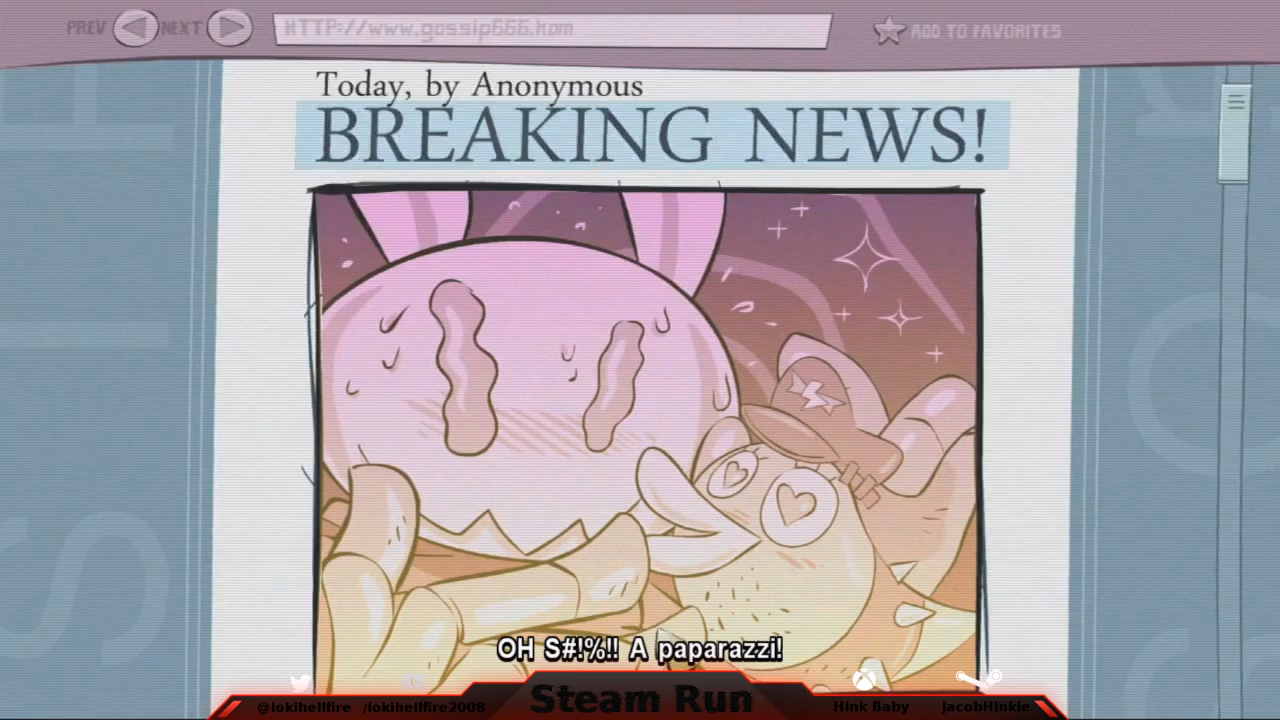 PREV NEXT HTTP://www.gossip666.kom ADD TO FAVORITES
Today, by Anonymous
BREAKING NEWS!
OH S#!%!! A paparazzi!
Steam Run
@lokihellfire /lokihellfire2008 Hink Baby JacobHinkle